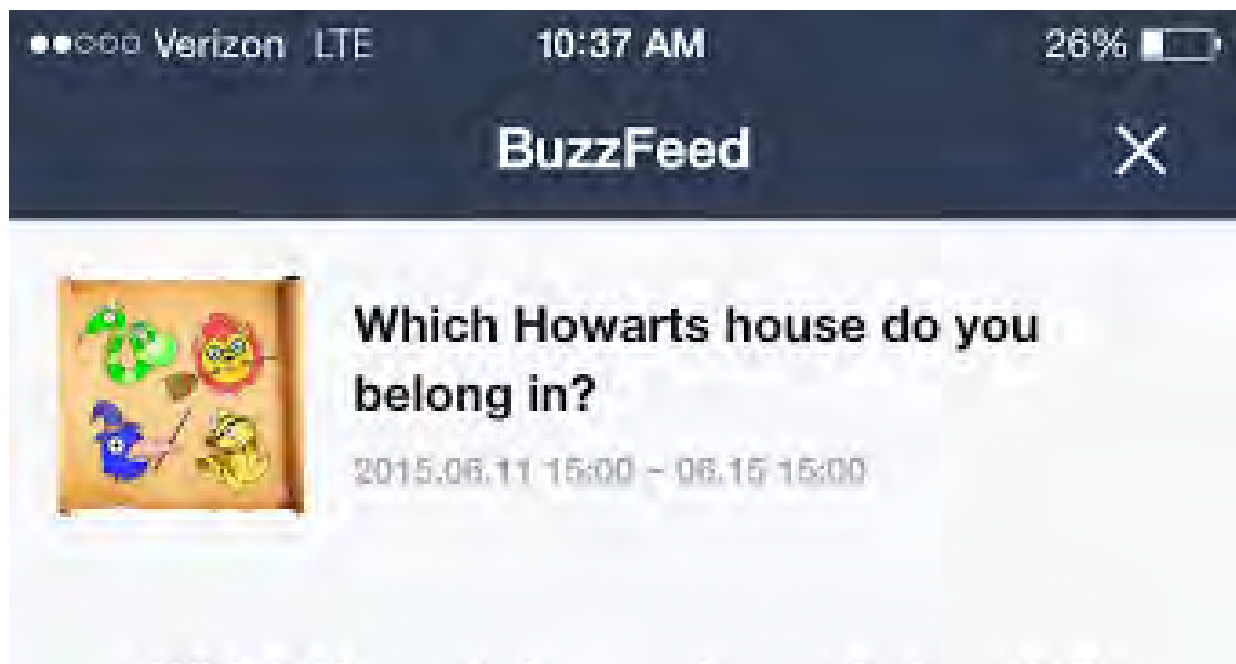 Verizon LTE 10:37 AM 26%
BuzzFeed
Which Howarts house do you
belong in?
2015.06.11 15:00 ~ 06.15 15:00